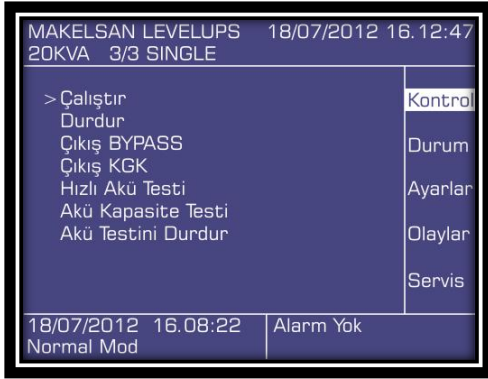 MAKELSAN LEVELUPS 18/07/2012 16.12:47
20KVA 3/3 SINGLE
> Çalıştır
Durdur
Çıkış BYPASS
Çıkış KGK
Hızlı Akü Testi
Akü Kapasite Testi
Akü Testini Durdur
Kontrol
Durum
Ayarlar
Olaylar
Servis
18/07/2012 16.08:22 Alarm Yok
Normal Mod